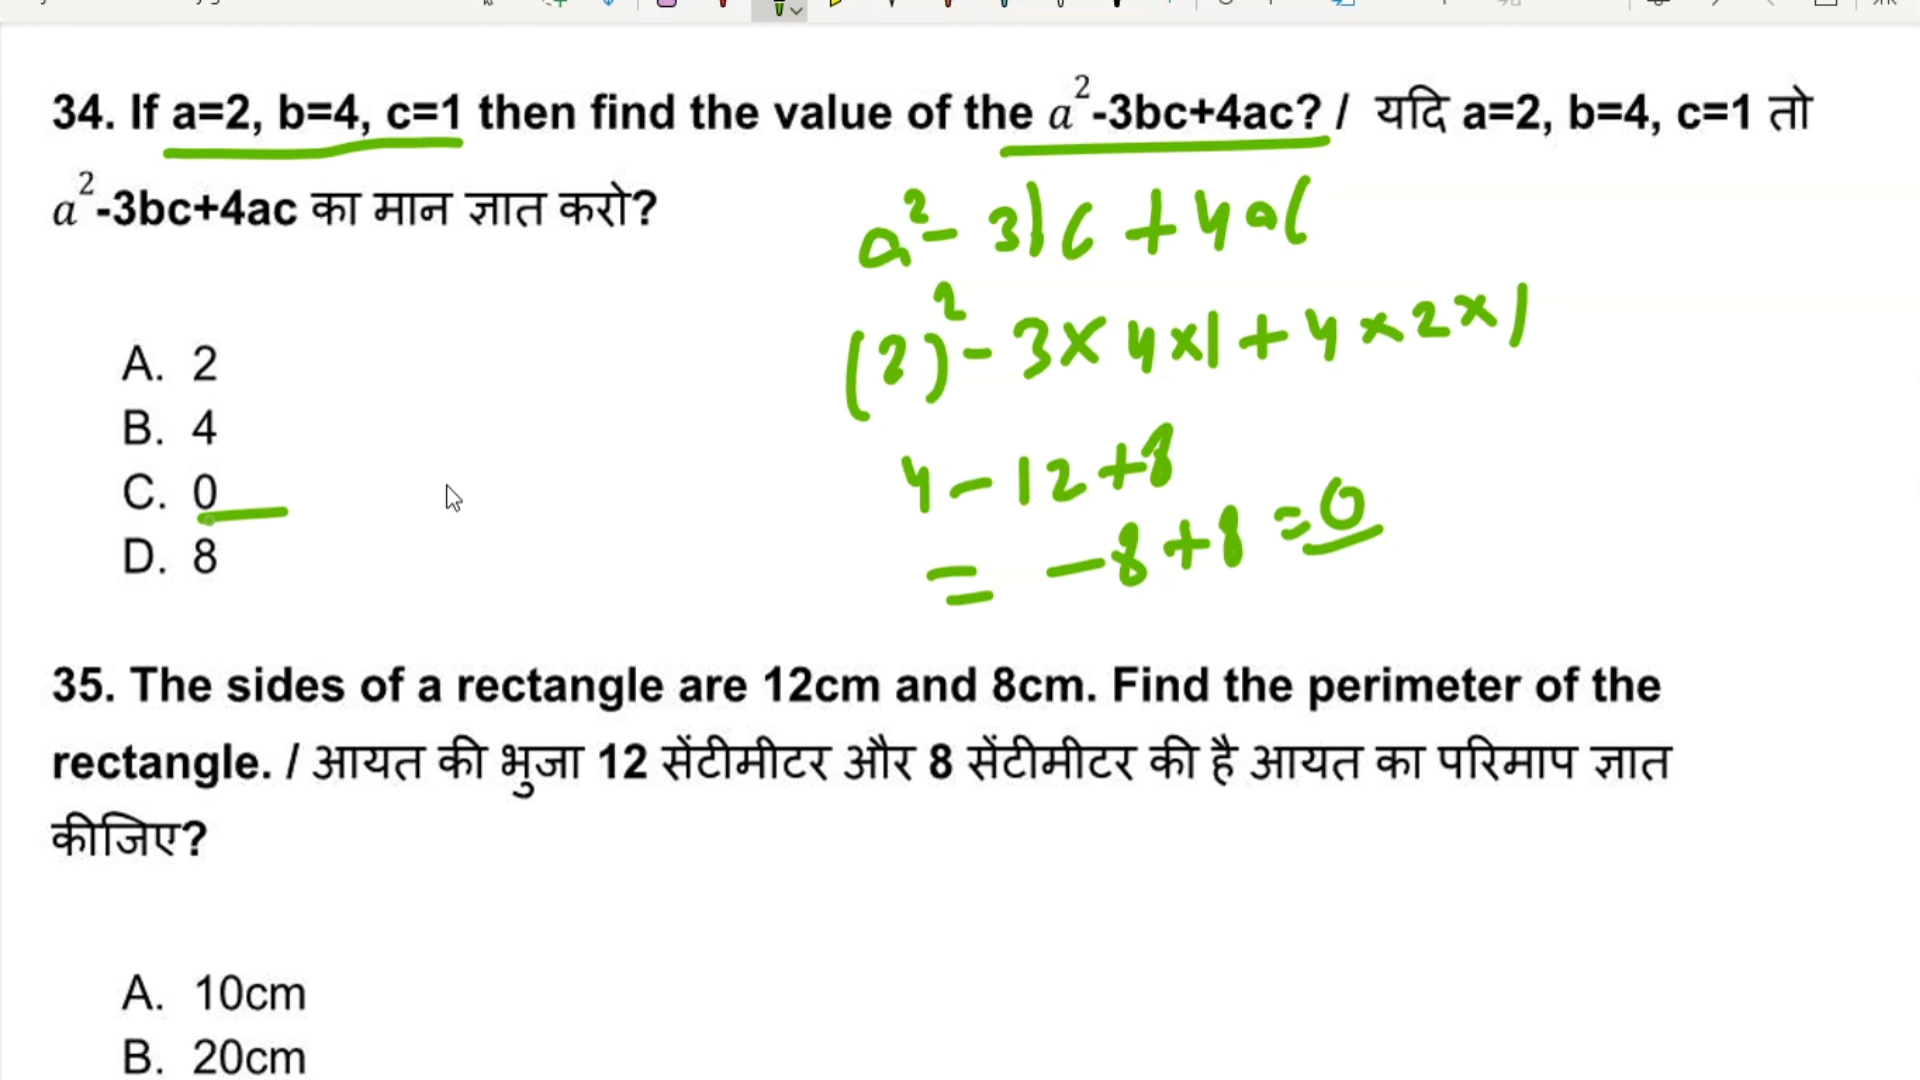 34. If a=2, b=4, c=1 then find the value of the a²-3bc+4ac? / यदि a=2, b=4, c=1 तो
a²-3bc+4ac का मान ज्ञात करो?
a² - 3bc + 4ac
(2)² - 3×4×1 + 4×2×1
4 - 12 + 8
= -8 + 8 = 0
A. 2
B. 4
C. 0
D. 8
35. The sides of a rectangle are 12cm and 8cm. Find the perimeter of the
rectangle. / आयत की भुजा 12 सेंटीमीटर और 8 सेंटीमीटर की है आयत का परिमाप ज्ञात
कीजिए?
A. 10cm
B. 20cm